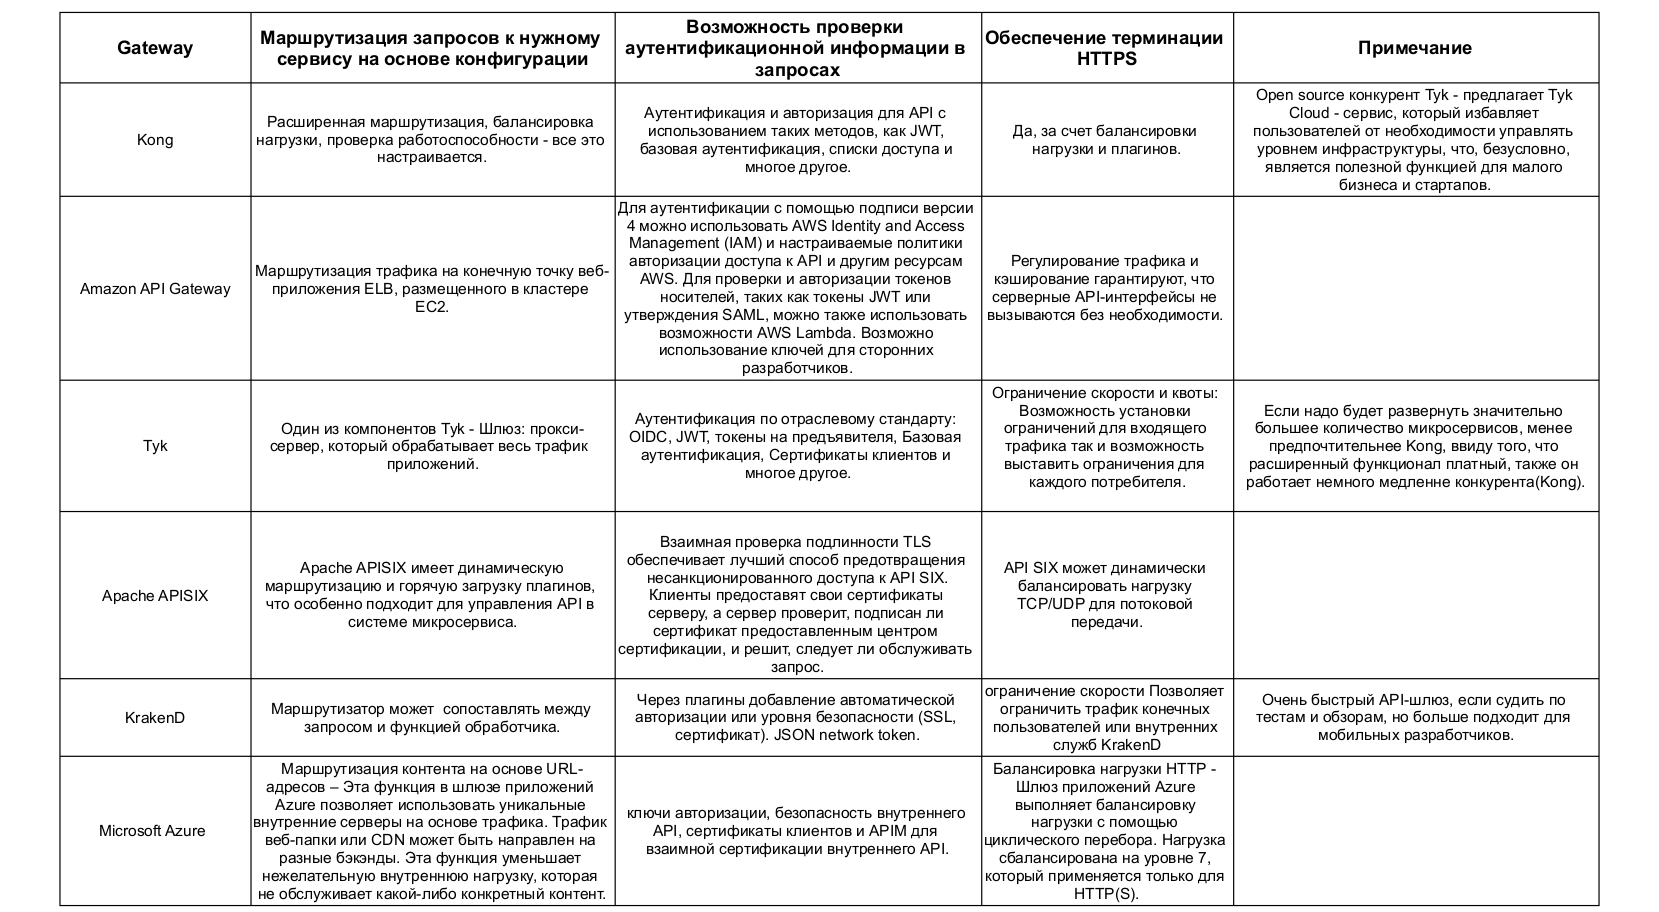 Gateway
Маршрутизация запросов к нужному
сервису на основе конфигурации
Возможность проверки
аутентификационной информации в
запросах
Обеспечение терминации
HTTPS
Примечание
Kong
Расширенная маршрутизация, балансировка
нагрузки, проверка работоспособности - все это
настраивается.
Аутентификация и авторизация для API с
использованием таких методов, как JWT,
базовая аутентификация, списки доступа и
многое другое.
Да, за счет балансировки
нагрузки и плагинов.
Open source конкурент Tyk - предлагает Tyk
Cloud - сервис, который избавляет
пользователей от необходимости управлять
уровнем инфраструктуры, что, безусловно,
является полезной функцией для малого
бизнеса и стартапов.
Amazon API Gateway
Маршрутизация трафика на конечную точку веб-
приложения ELB, размещенного в кластере
EC2.
Для аутентификации с помощью подписи версии
4 можно использовать AWS Identity and Access
Management (IAM) и настраиваемые политики
авторизации доступа к API и другим ресурсам
AWS. Для проверки и авторизации токенов
носителей, таких как токены JWT или
утверждения SAML, можно также использовать
возможности AWS Lambda. Возможно
использование ключей для сторонних
разработчиков.
Регулирование трафика и
кэширование гарантируют, что
серверные API-интерфейсы не
вызываются без необходимости.
Tyk
Один из компонентов Tyk - Шлюз: прокси-
сервер, который обрабатывает весь трафик
приложений.
Аутентификация по отраслевому стандарту:
OIDC, JWT, токены на предъявителя, Базовая
аутентификация, Сертификаты клиентов и
многое другое.
Ограничение скорости и квоты:
Возможность установки
ограничений для входящего
трафика так и возможность
выставить ограничения для
каждого потребителя.
Если надо будет развернуть значительно
большее количество микросервисов, менее
предпочтительнее Kong, ввиду того, что
расширенный функционал платный, также он
работает немного медленне конкурента(Kong).
Apache APISIX
Apache APISIX имеет динамическую
маршрутизацию и горячую загрузку плагинов,
что особенно подходит для управления API в
системе микросервиса.
Взаимная проверка подлинности TLS
обеспечивает лучший способ предотвращения
несанкционированного доступа к API SIX.
Клиенты предоставят свои сертификаты
серверу, а сервер проверит, подписан ли
сертификат предоставленным центром
сертификации, и решит, следует ли обслуживать
запрос.
API SIX может динамически
балансировать нагрузку
TCP/UDP для потоковой
передачи.
KrakenD
Маршрутизатор может  сопоставлять между
запросом и функцией обработчика.
Через плагины добавление автоматической
авторизации или уровня безопасности (SSL,
сертификат). JSON network token.
ограничение скорости Позволяет
ограничить трафик конечных
пользователей или внутренних
служб KrakenD
Очень быстрый API-шлюз, если судить по
тестам и обзорам, но больше подходит для
мобильных разработчиков.
Microsoft Azure
Маршрутизация контента на основе URL-
адресов – Эта функция в шлюзе приложений
Azure позволяет использовать уникальные
внутренние серверы на основе трафика. Трафик
веб-папки или CDN может быть направлен на
разные бэкэнды. Эта функция уменьшает
нежелательную внутреннюю нагрузку, которая
не обслуживает какой-либо конкретный контент.
ключи авторизации, безопасность внутреннего
API, сертификаты клиентов и APIM для
взаимной сертификации внутреннего API.
Балансировка нагрузки HTTP -
Шлюз приложений Azure
выполняет балансировку
нагрузки с помощью
циклического перебора. Нагрузка
сбалансирована на уровне 7,
который применяется только для
HTTP(S).